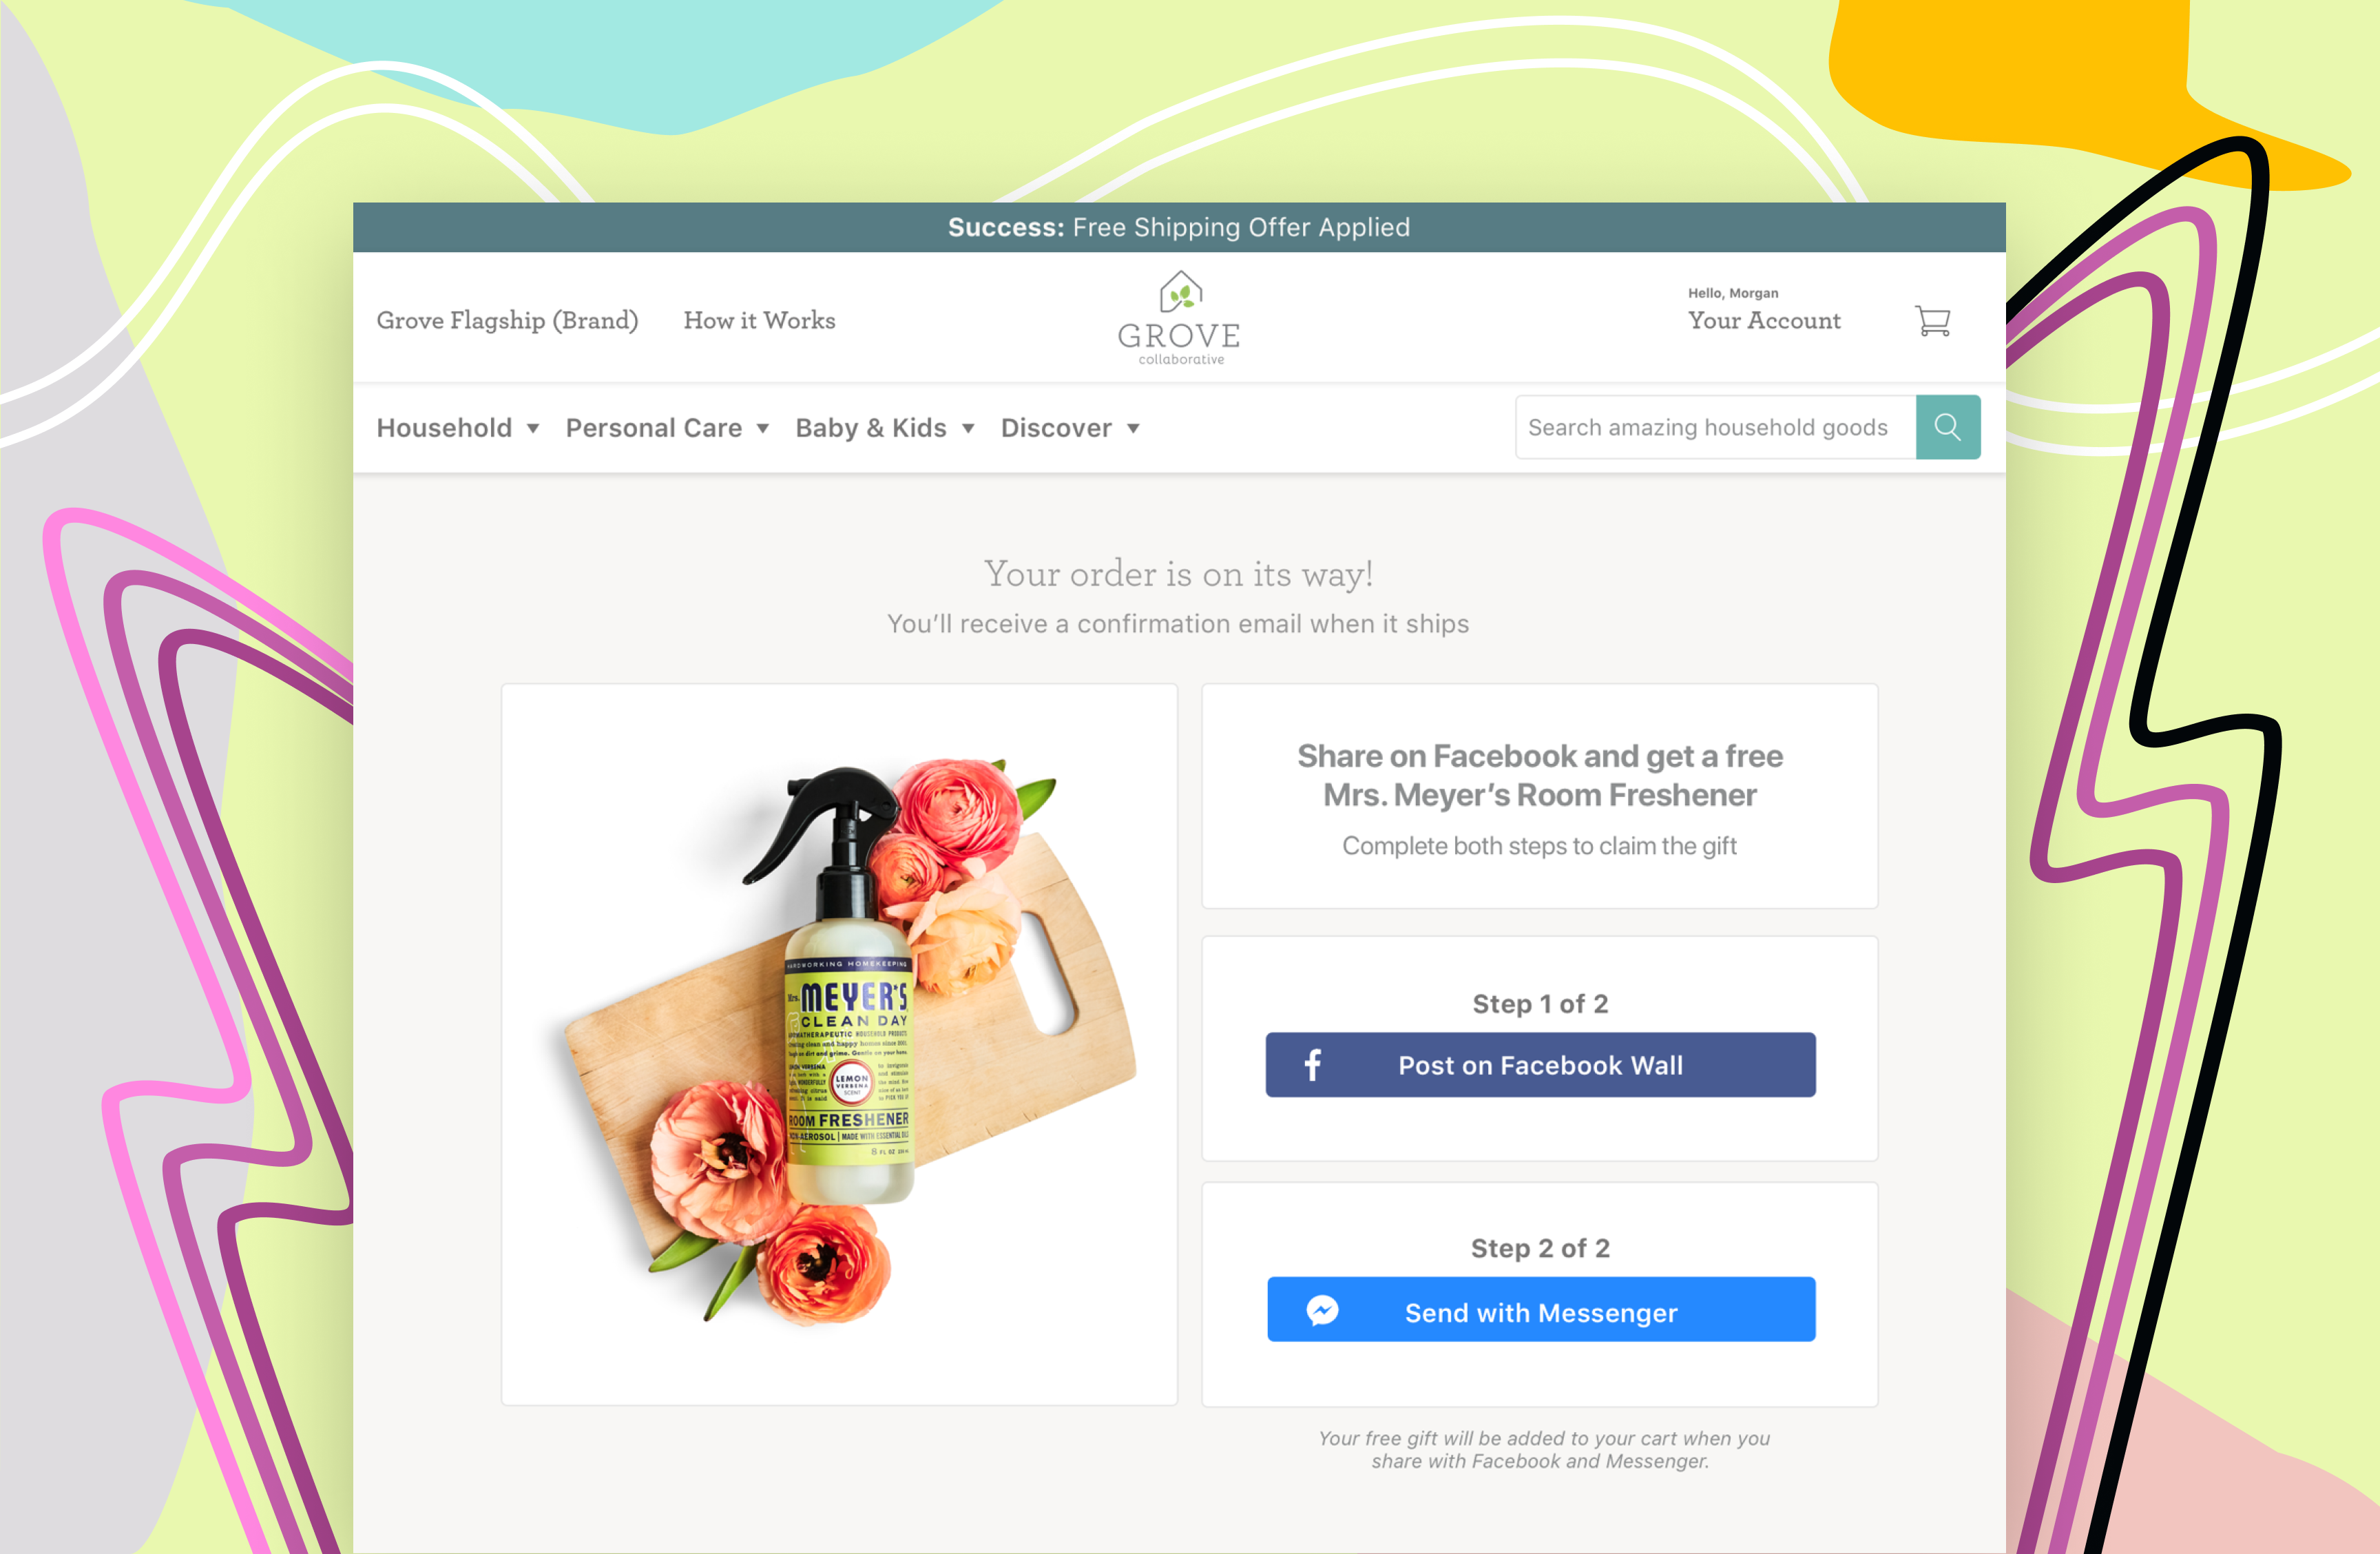 Success: Free Shipping Offer Applied
Grove Flagship (Brand)
How it Works
GROVE
collaborative
Hello, Morgan
Your Account
Household
Personal Care
Baby & Kids
Discover
Search amazing household goods
Your order is on its way!
You’ll receive a confirmation email when it ships
HARDWORKING HOMEKEEPING
Mrs. MEYER'S
CLEAN DAY
LEMON
VERBENA
SCENT
ROOM FRESHENER
MADE WITH ESSENTIAL OILS
8 FL OZ
Share on Facebook and get a free
Mrs. Meyer’s Room Freshener
Complete both steps to claim the gift
Step 1 of 2
Post on Facebook Wall
Step 2 of 2
Send with Messenger
Your free gift will be added to your cart when you
share with Facebook and Messenger.